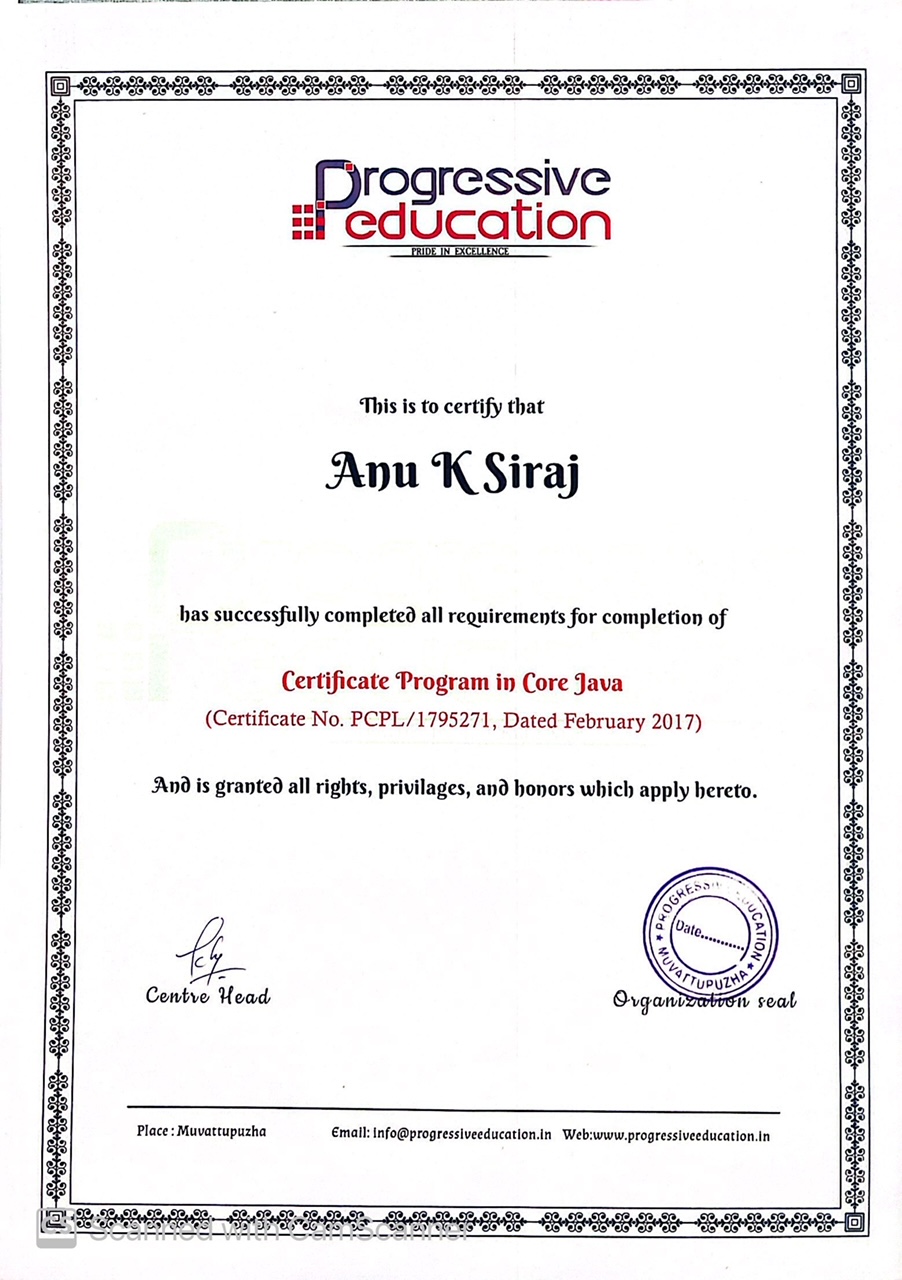 Progressive
education
PRIDE IN EXCELLENCE
This is to certify that
Anu K Siraj
has successfully completed all requirements for completion of
Certificate Program in Core Java
(Certificate No. PCPL/1795271, Dated February 2017)
And is granted all rights, privilages, and honors which apply hereto.
PROGRESSIVE EDUCATION
Date............
★ MUVATTUPUZHA ★
Centre Head
Organization seal
Place : Muvattupuzha Email: info@progressiveeducation.in Web:www.progressiveeducation.in
CS Scanned with CamScanner